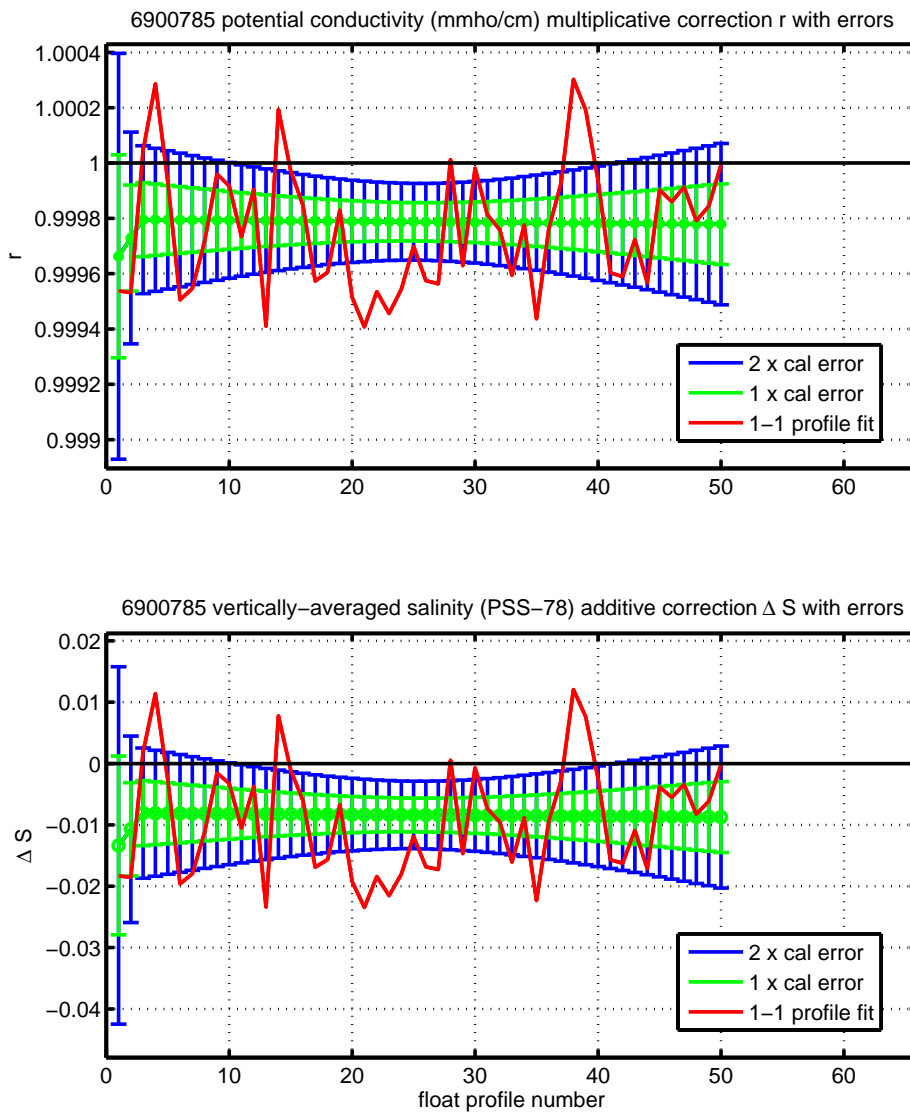 6900785 potential conductivity (mmho/cm) multiplicative correction r with errors
1.0004
1.0002
1
0.9998
0.9996
0.9994
0.9992
0.999
r
2 x cal error
1 x cal error
1−1 profile fit
0 10 20 30 40 50 60
6900785 vertically−averaged salinity (PSS−78) additive correction Δ S with errors
0.02
0.01
0
−0.01
−0.02
−0.03
−0.04
Δ S
2 x cal error
1 x cal error
1−1 profile fit
0 10 20 30 40 50 60
float profile number